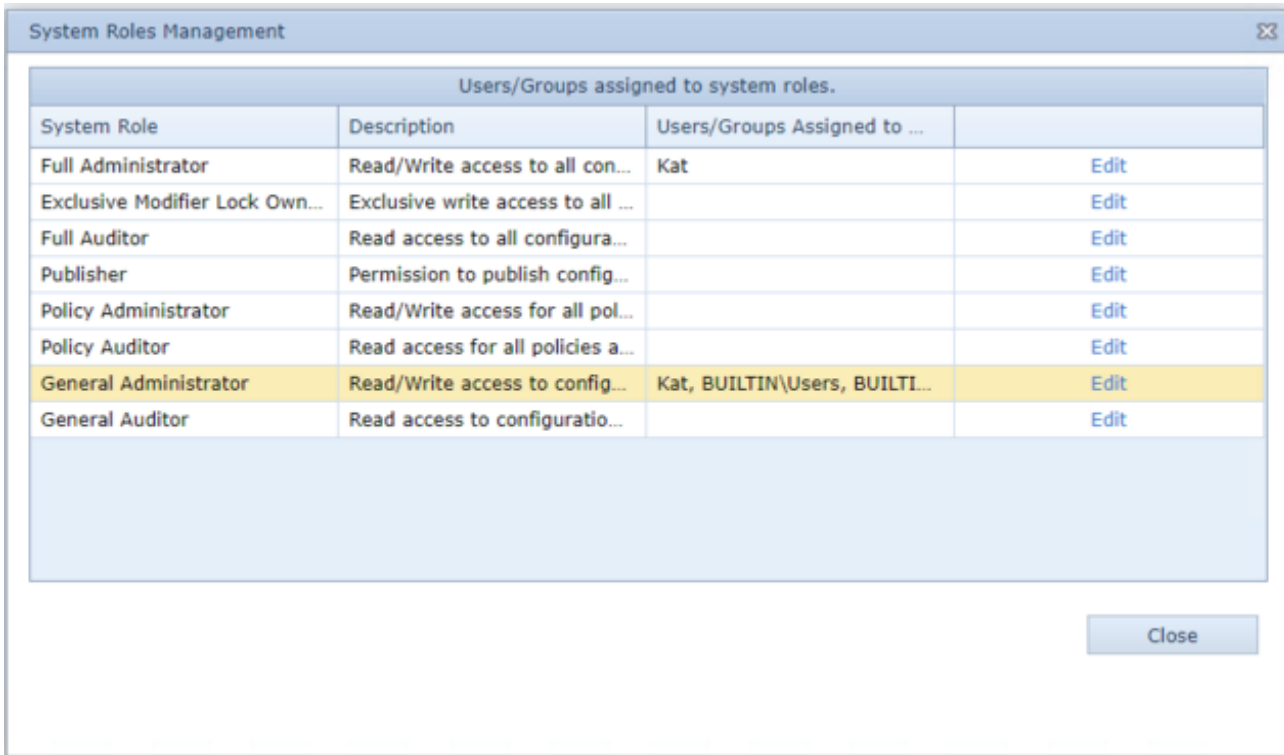 System Roles Management
Users/Groups assigned to system roles.
System Role Description Users/Groups Assigned to ...
Full Administrator Read/Write access to all con... Kat Edit
Exclusive Modifier Lock Own... Exclusive write access to all ... Edit
Full Auditor Read access to all configura... Edit
Publisher Permission to publish config... Edit
Policy Administrator Read/Write access for all pol... Edit
Policy Auditor Read access for all policies a... Edit
General Administrator Read/Write access to config... Kat, BUILTIN\Users, BUILTI... Edit
General Auditor Read access to configuratio... Edit
Close